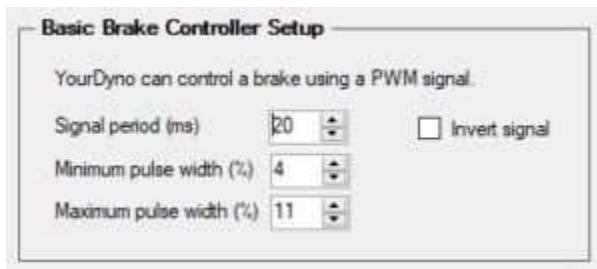 Basic Brake Controller Setup
YourDyno can control a brake using a PWM signal.
Signal period (ms) 20 Invert signal
Minimum pulse width (%) 4
Maximum pulse width (%) 11